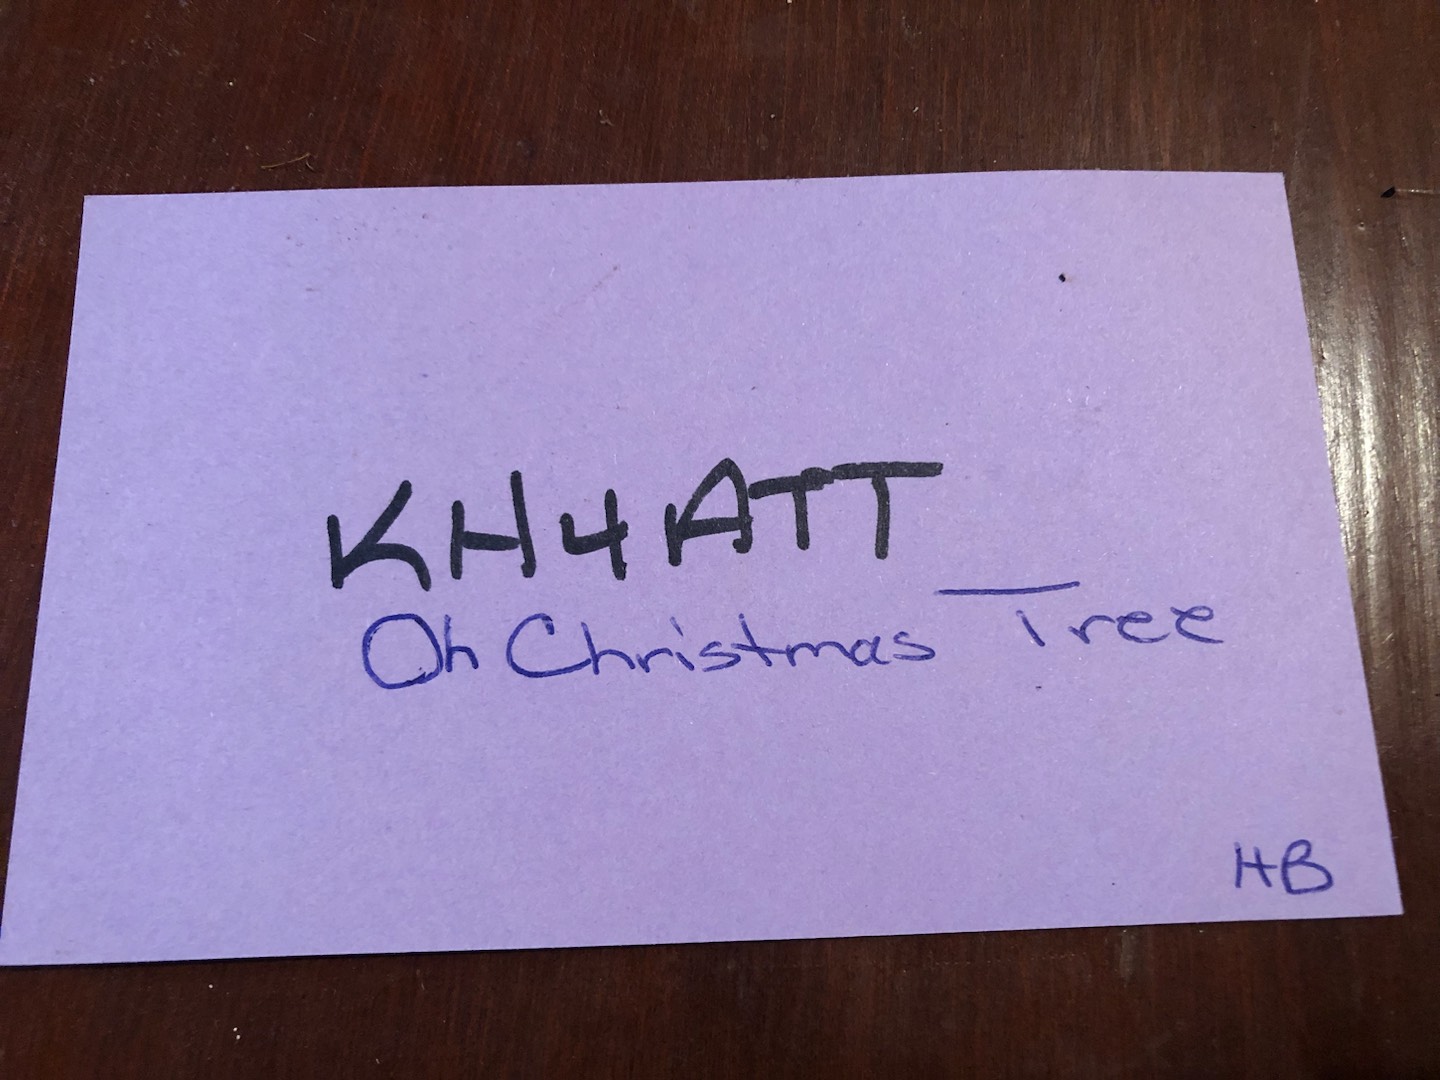 KH4ATT
Oh Christmas Tree
HB